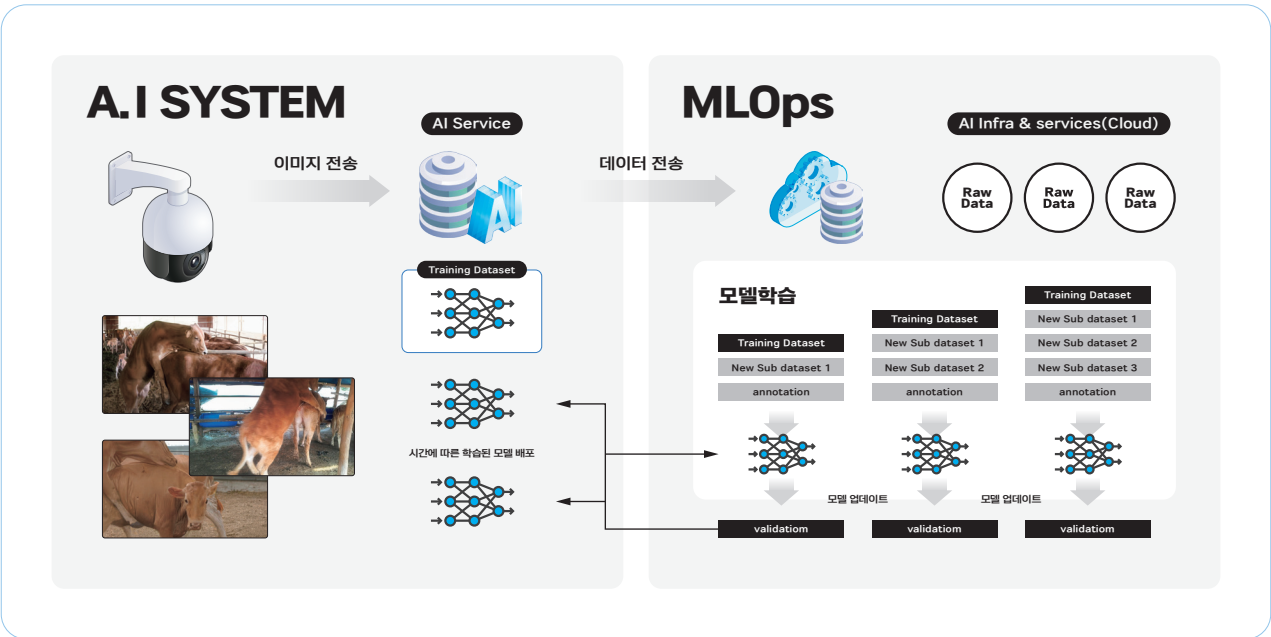 A.I SYSTEM
AI Service
이미지 전송
데이터 전송
Training Dataset
시간에 따른 학습된 모델 배포
MLOps
AI Infra & services(Cloud)
Raw
Data
Raw
Data
Raw
Data
모델학습
Training Dataset
New Sub dataset 1
annotation
Training Dataset
New Sub dataset 1
New Sub dataset 2
annotation
Training Dataset
New Sub dataset 1
New Sub dataset 2
New Sub dataset 3
annotation
모델 업데이트
모델 업데이트
validatiom
validatiom
validatiom
AI